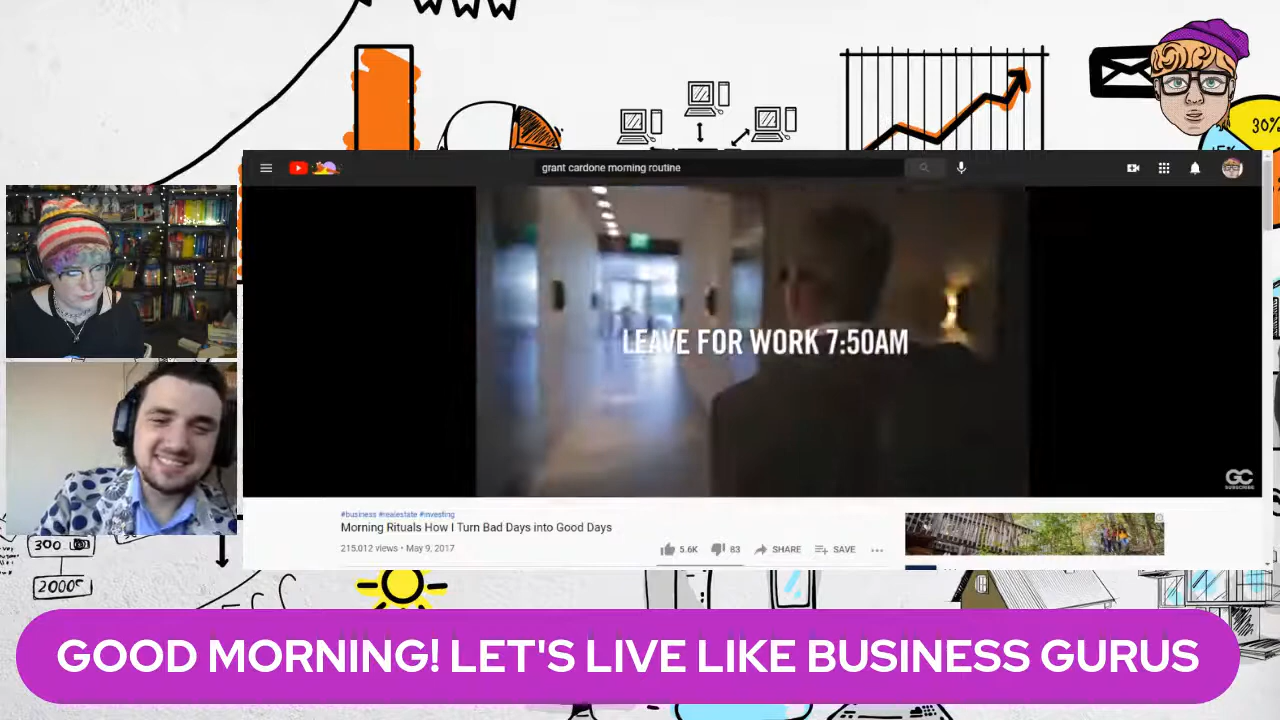 WWW
30%
grant cardone morning routine
LEAVE FOR WORK 7:50AM
GC
SUBSCRIBE
#business #realestate #investing
Morning Rituals How I Turn Bad Days into Good Days
215,012 views • May 9, 2017
5.6K
83
SHARE
SAVE
300
2000
GOOD MORNING! LET'S LIVE LIKE BUSINESS GURUS